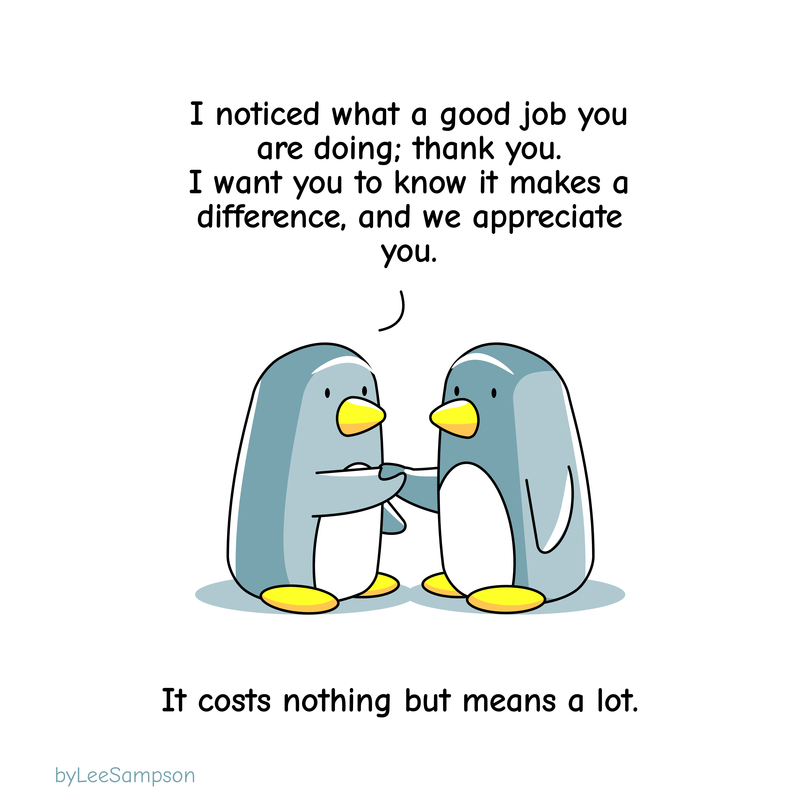 I noticed what a good job you
are doing; thank you.
I want you to know it makes a
difference, and we appreciate
you.
It costs nothing but means a lot.
byLeeSampson